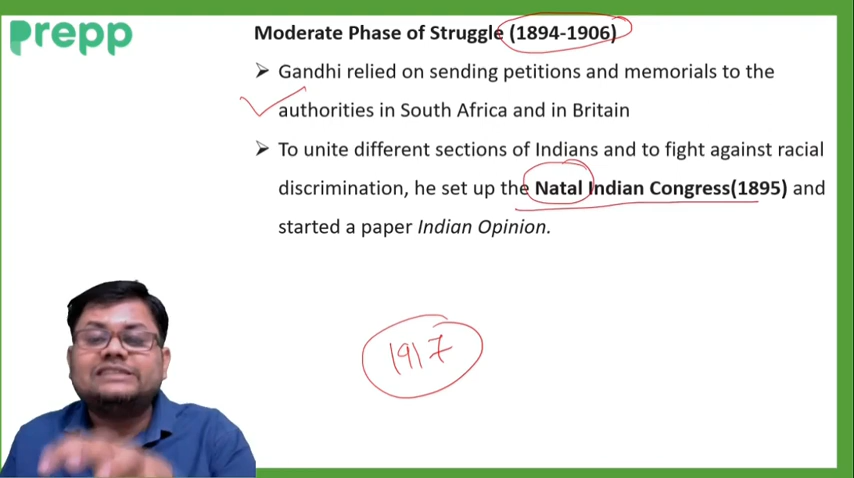 prepp
Moderate Phase of Struggle (1894-1906)
➤ Gandhi relied on sending petitions and memorials to the
authorities in South Africa and in Britain
➤ To unite different sections of Indians and to fight against racial
discrimination, he set up the Natal Indian Congress(1895) and
started a paper Indian Opinion.
1917